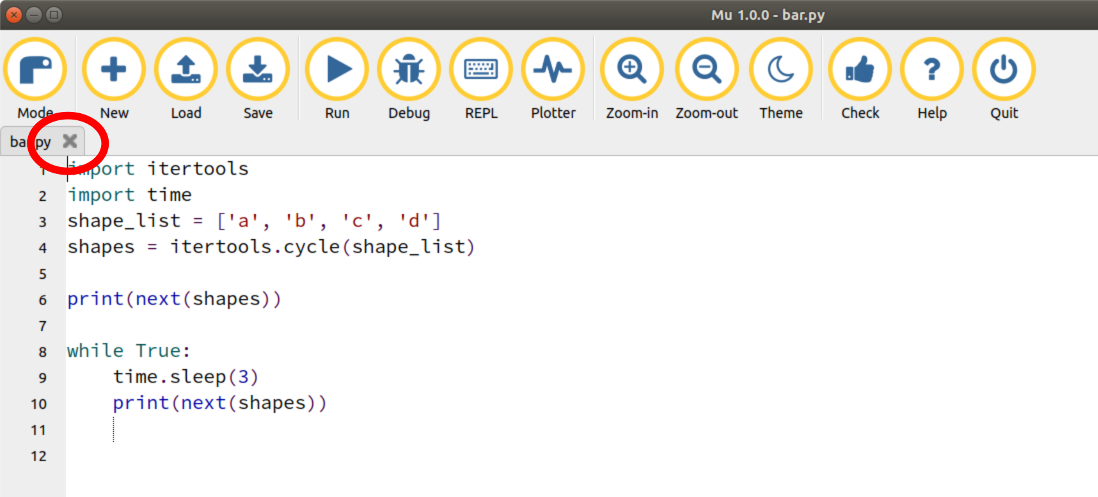 Mu 1.0.0 - bar.py
Mode New Load Save Run Debug REPL Plotter Zoom-in Zoom-out Theme Check Help Quit
bar.py
1 import itertools
2 import time
3 shape_list = ['a', 'b', 'c', 'd']
4 shapes = itertools.cycle(shape_list)
5
6 print(next(shapes))
7
8 while True:
9     time.sleep(3)
10     print(next(shapes))
11
12